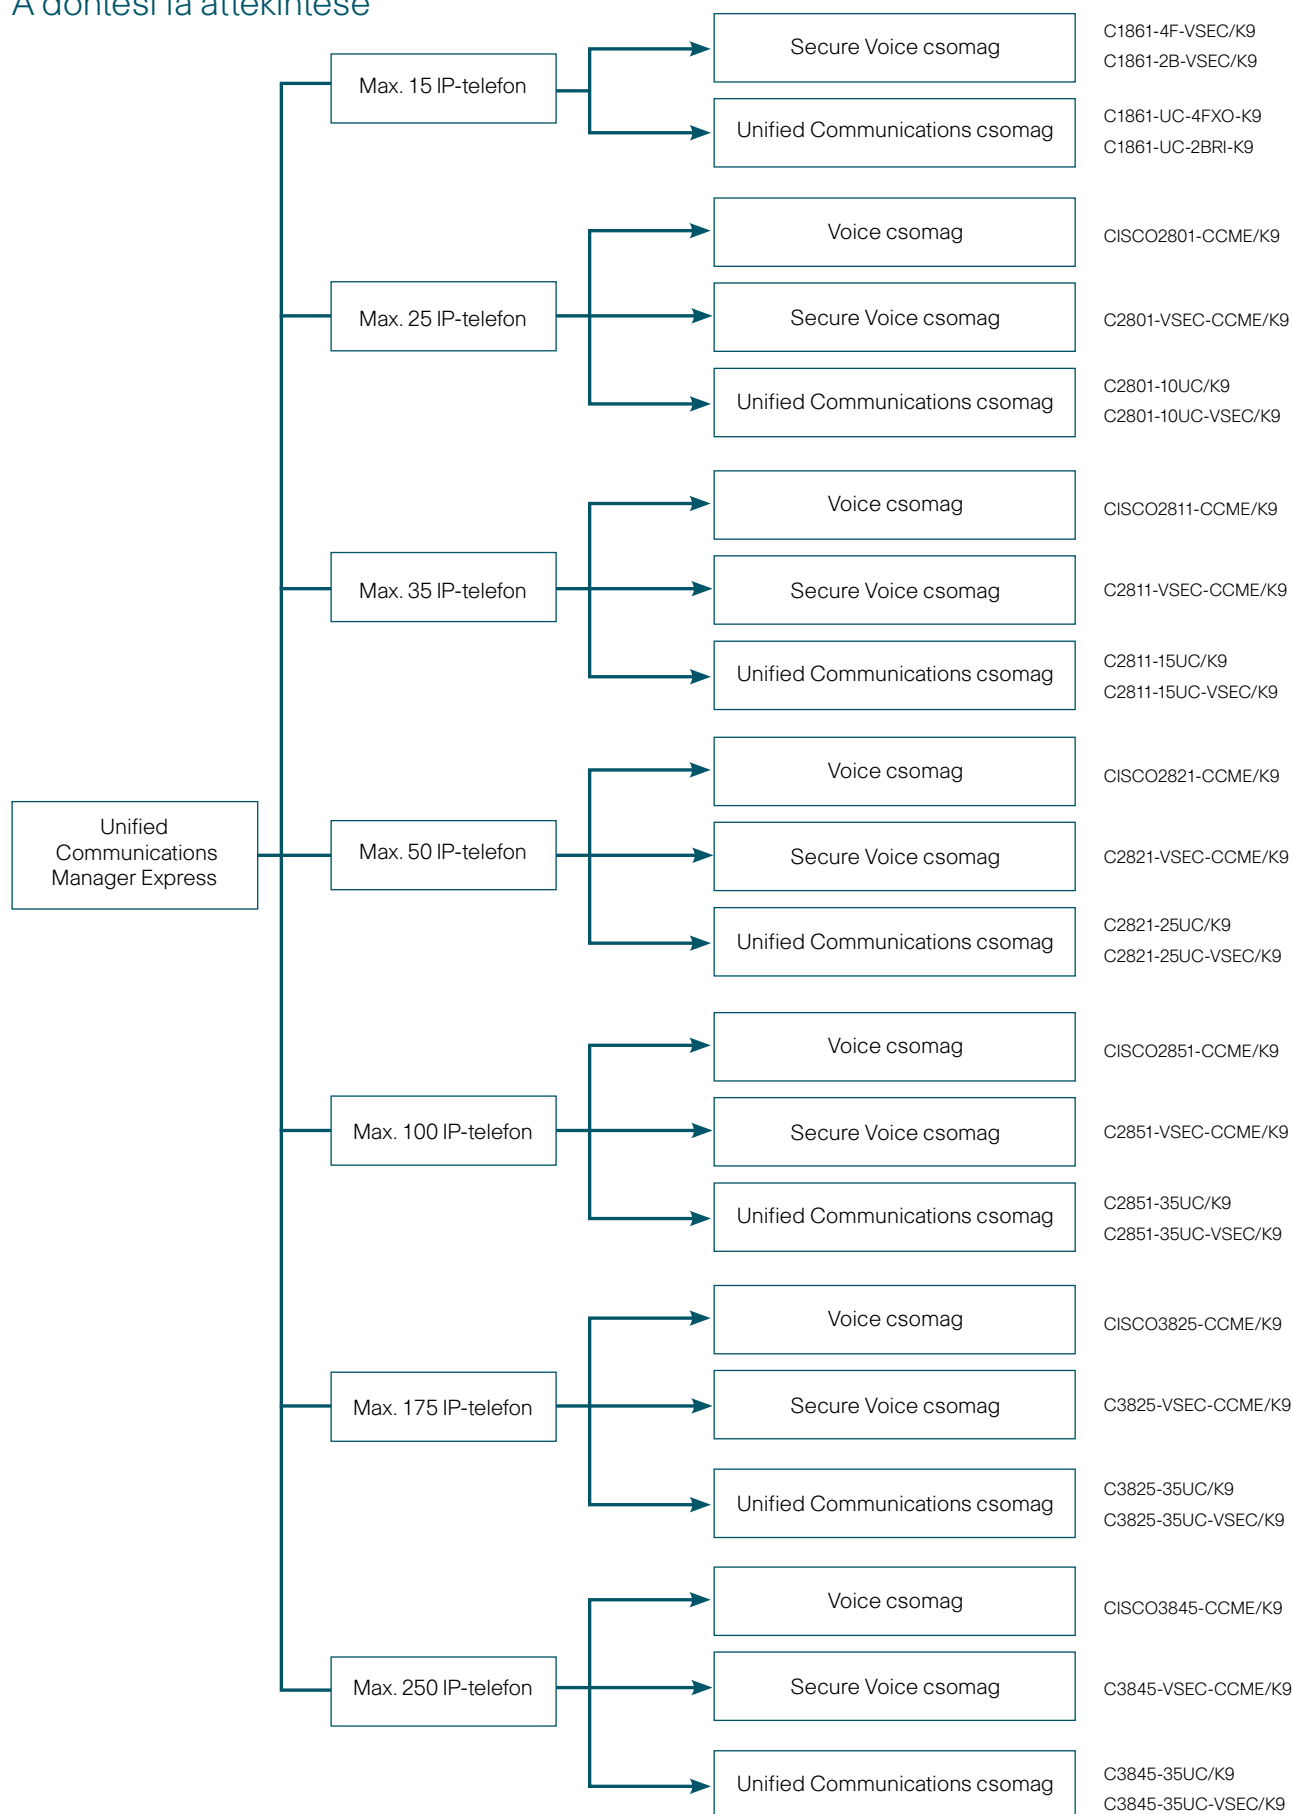 A döntési fa áttekintése
Max. 15 IP-telefon
Secure Voice csomag
C1861-4F-VSEC/K9
C1861-2B-VSEC/K9
Unified Communications csomag
C1861-UC-4FXO-K9
C1861-UC-2BRI-K9
Max. 25 IP-telefon
Voice csomag
CISCO2801-CCME/K9
Secure Voice csomag
C2801-VSEC-CCME/K9
Unified Communications csomag
C2801-10UC/K9
C2801-10UC-VSEC/K9
Max. 35 IP-telefon
Voice csomag
CISCO2811-CCME/K9
Secure Voice csomag
C2811-VSEC-CCME/K9
Unified Communications csomag
C2811-15UC/K9
C2811-15UC-VSEC/K9
Unified
Communications
Manager Express
Max. 50 IP-telefon
Voice csomag
CISCO2821-CCME/K9
Secure Voice csomag
C2821-VSEC-CCME/K9
Unified Communications csomag
C2821-25UC/K9
C2821-25UC-VSEC/K9
Max. 100 IP-telefon
Voice csomag
CISCO2851-CCME/K9
Secure Voice csomag
C2851-VSEC-CCME/K9
Unified Communications csomag
C2851-35UC/K9
C2851-35UC-VSEC/K9
Max. 175 IP-telefon
Voice csomag
CISCO3825-CCME/K9
Secure Voice csomag
C3825-VSEC-CCME/K9
Unified Communications csomag
C3825-35UC/K9
C3825-35UC-VSEC/K9
Max. 250 IP-telefon
Voice csomag
CISCO3845-CCME/K9
Secure Voice csomag
C3845-VSEC-CCME/K9
Unified Communications csomag
C3845-35UC/K9
C3845-35UC-VSEC/K9